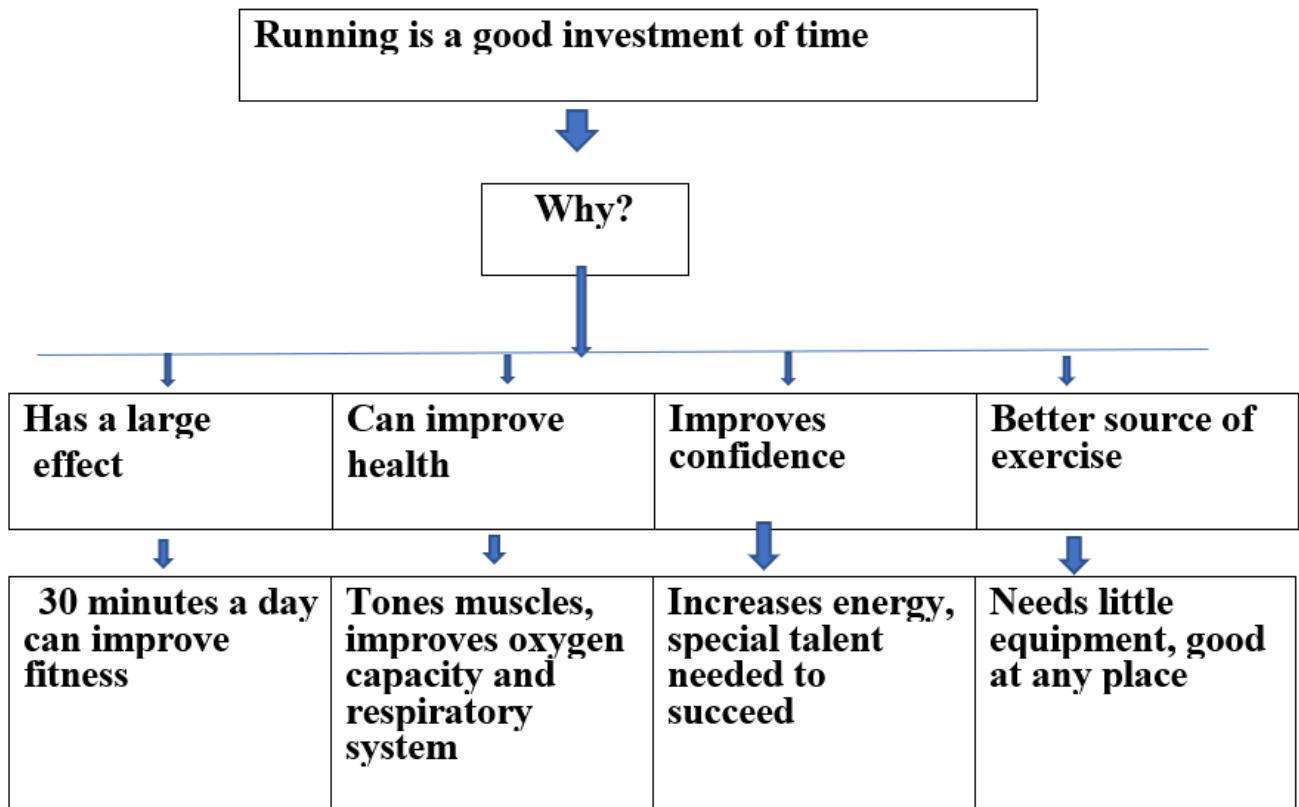 Running is a good investment of time
Why?
Has a large
effect
Can improve
health
Improves
confidence
Better source of
exercise
30 minutes a day
can improve
fitness
Tones muscles,
improves oxygen
capacity and
respiratory
system
Increases energy,
special talent
needed to
succeed
Needs little
equipment, good
at any place